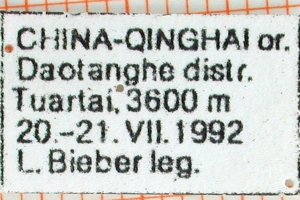 CHINA-QINGHAI or.
Daotanghe distr.
Tuartai, 3600 m
20.-21. VII. 1992
L. Bieber leg.